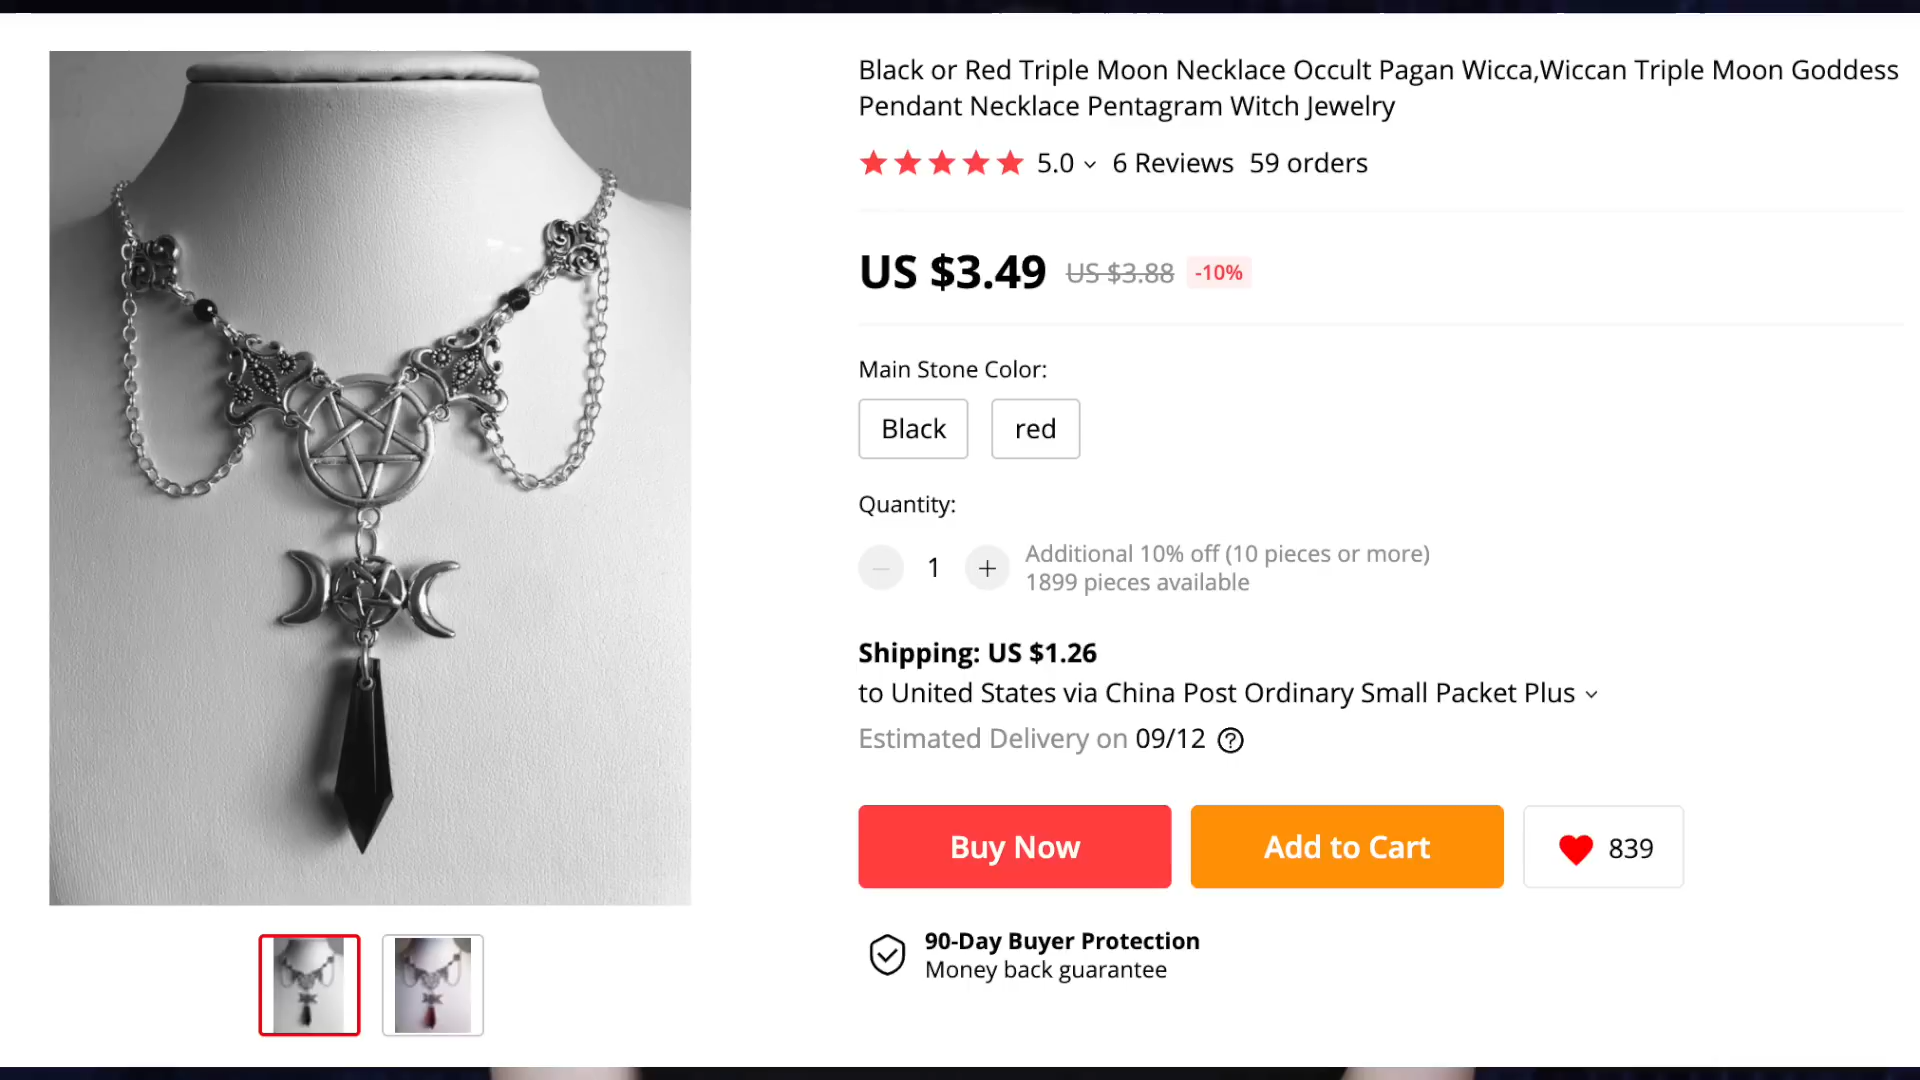 Black or Red Triple Moon Necklace Occult Pagan Wicca,Wiccan Triple Moon Goddess
Pendant Necklace Pentagram Witch Jewelry
5.0 6 Reviews 59 orders
US $3.49 US $3.88 -10%
Main Stone Color:
Black red
Quantity:
1
Additional 10% off (10 pieces or more)
1899 pieces available
Shipping: US $1.26
to United States via China Post Ordinary Small Packet Plus
Estimated Delivery on 09/12
Buy Now Add to Cart 839
90-Day Buyer Protection
Money back guarantee